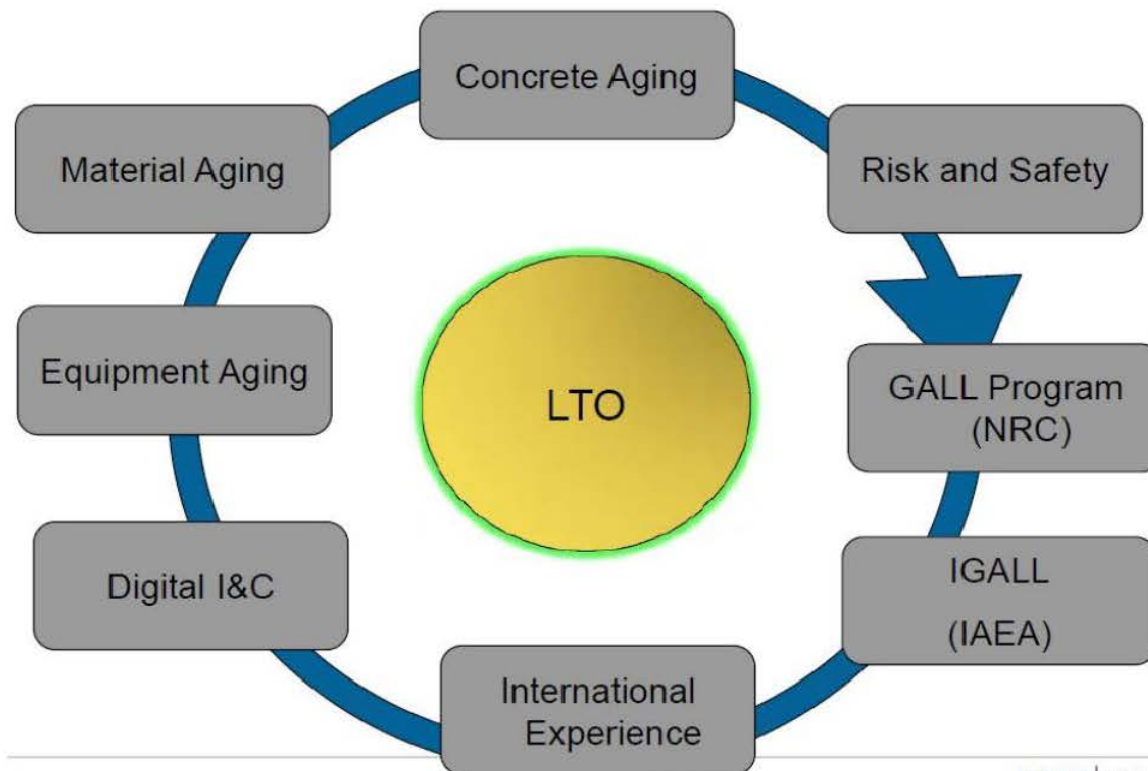 Concrete Aging
Material Aging
Risk and Safety
Equipment Aging
LTO
GALL Program
(NRC)
Digital I&C
IGALL
(IAEA)
International
Experience